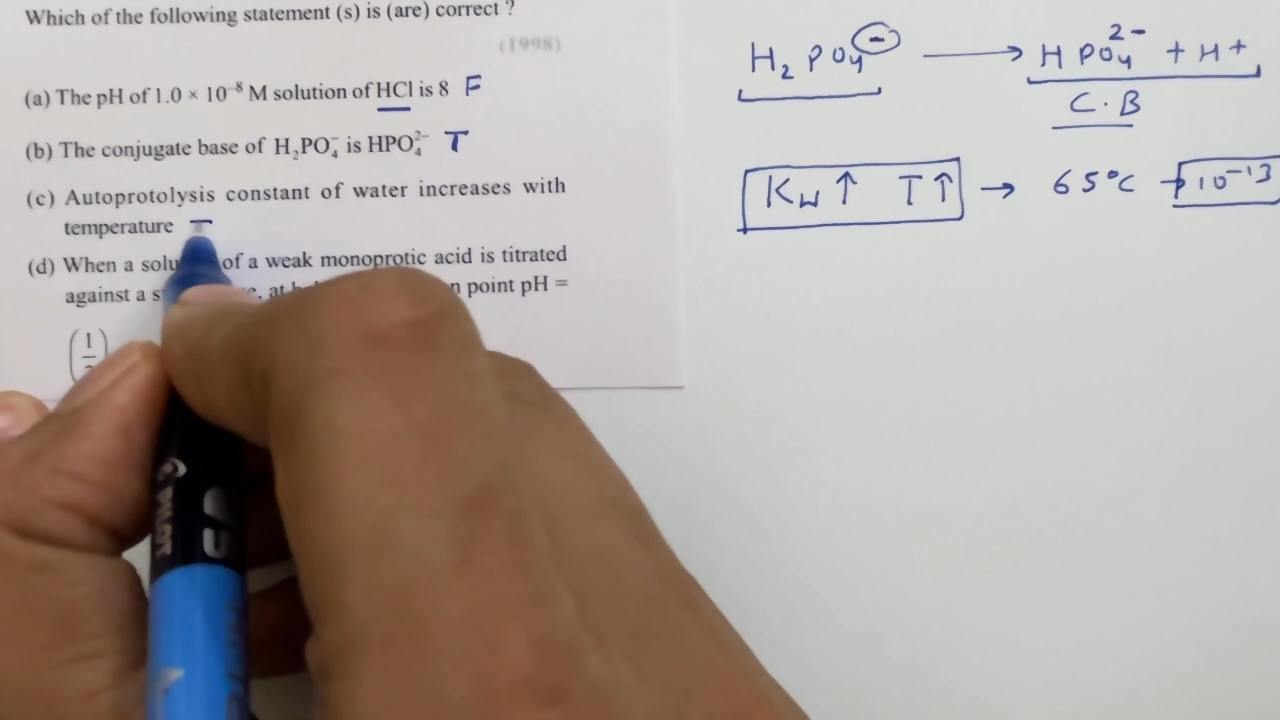 Which of the following statement (s) is (are) correct ?
(1998)
(a) The pH of 1.0 × 10⁻⁸ M solution of HCl is 8 F
(b) The conjugate base of H₂PO₄⁻ is HPO₄²⁻ T
(c) Autoprotolysis constant of water increases with
temperature T
(d) When a of a weak monoprotic acid is titrated
against a point pH =
1
H₂PO₄⁻ → HPO₄²⁻ + H+
C.B
Kw↑ T↑ → 65°C → 10⁻¹³
PILOT